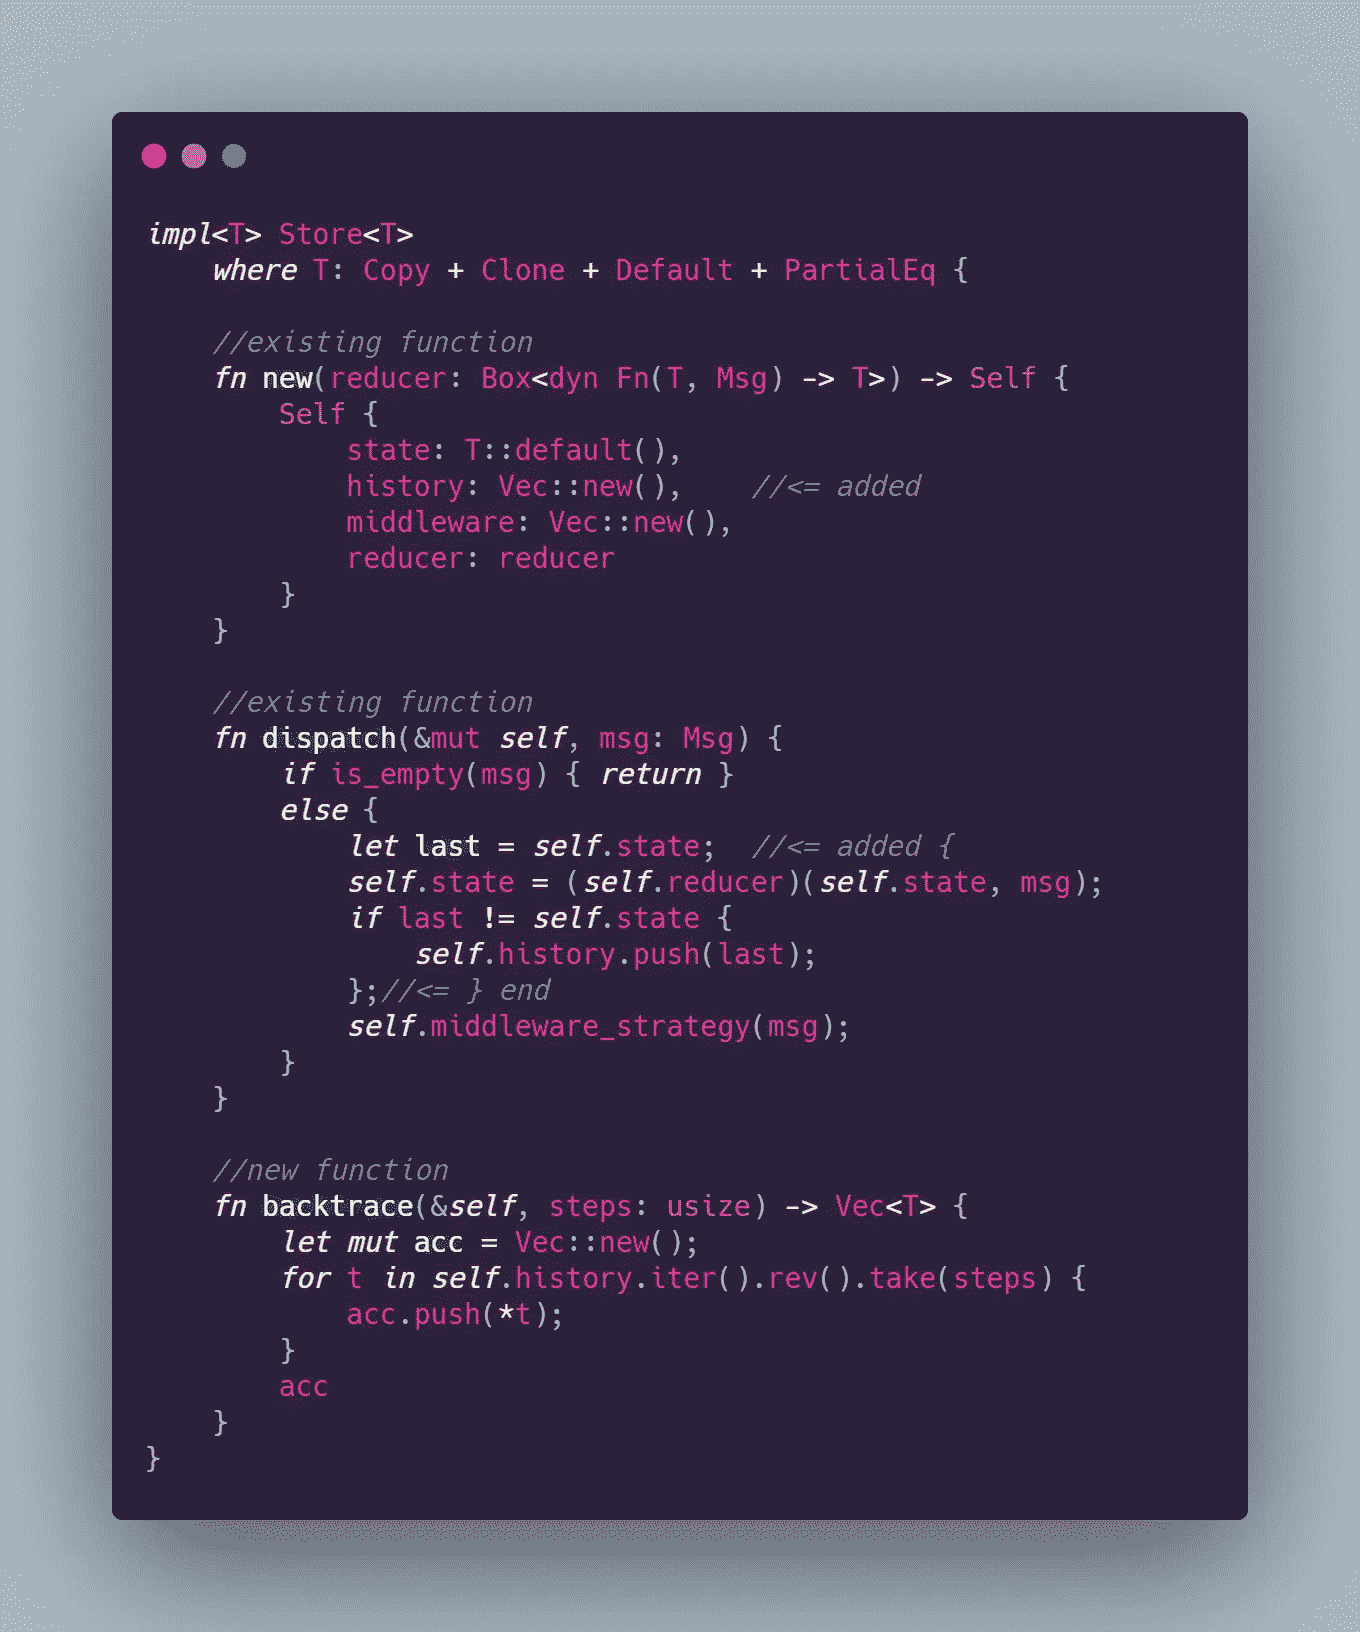 impl<T> Store<T>
    where T: Copy + Clone + Default + PartialEq {
    //existing function
    fn new(reducer: Box<dyn Fn(T, Msg) -> T>) -> Self {
        Self {
            state: T::default(),
            history: Vec::new(),    //<= added
            middleware: Vec::new(),
            reducer: reducer
        }
    }
    //existing function
    fn dispatch(&mut self, msg: Msg) {
        if is_empty(msg) { return }
        else {
            let last = self.state;  //<= added {
            self.state = (self.reducer)(self.state, msg);
            if last != self.state {
                self.history.push(last);
            };//<= } end
            self.middleware_strategy(msg);
        }
    }
    //new function
    fn backtrace(&self, steps: usize) -> Vec<T> {
        let mut acc = Vec::new();
        for t in self.history.iter().rev().take(steps) {
            acc.push(*t);
        }
        acc
    }
}